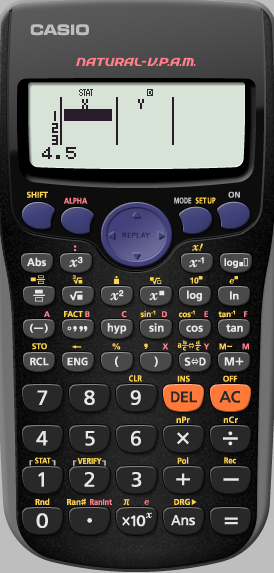 CASIO
NATURAL-V.P.A.M.
STAT D
X Y
1
2
3
4.5
SHIFT ALPHA MODE SETUP ON
REPLAY
: x!
Abs x³ x⁻¹ log■□
■=□ ³√■ ■ⁿ√□ 10■ e■
√■ x² x■ log ln
A FACT B C sin⁻¹ D cos⁻¹ E tan⁻¹ F
(−) °,,, hyp sin cos tan
STO ← % , X a b/c⇔d/c Y M− M
RCL ENG ( ) S⇔D M+
CLR INS OFF
7 8 9 DEL AC
nPr nCr
4 5 6 × ÷
STAT VERIFY Pol Rec
1 2 3 + −
Rnd Ran# RanInt π e DRG▶
0 • ×10ˣ Ans =